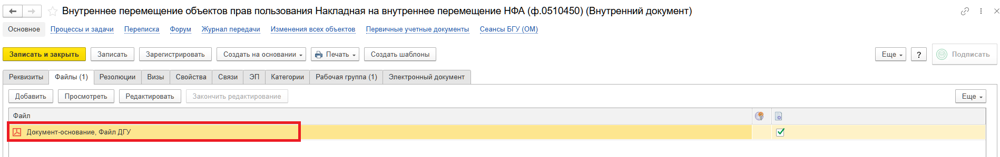 Внутреннее перемещение объектов прав пользования Накладная на внутреннее перемещение НФА (ф.0510450) (Внутренний документ)
Основное Процессы и задачи Переписка Форум Журнал передачи Изменения всех объектов Первичные учетные документы Сеансы БГУ (ОМ)
Записать и закрыть Записать Зарегистрировать Создать на основании Печать Создать шаблоны Еще ? Подписать
Реквизиты Файлы (1) Резолюции Визы Свойства Связи ЭП Категории Рабочая группа (1) Электронный документ
Добавить Просмотреть Редактировать Закончить редактирование Еще
Файл
Документ-основание, Файл ДГУ